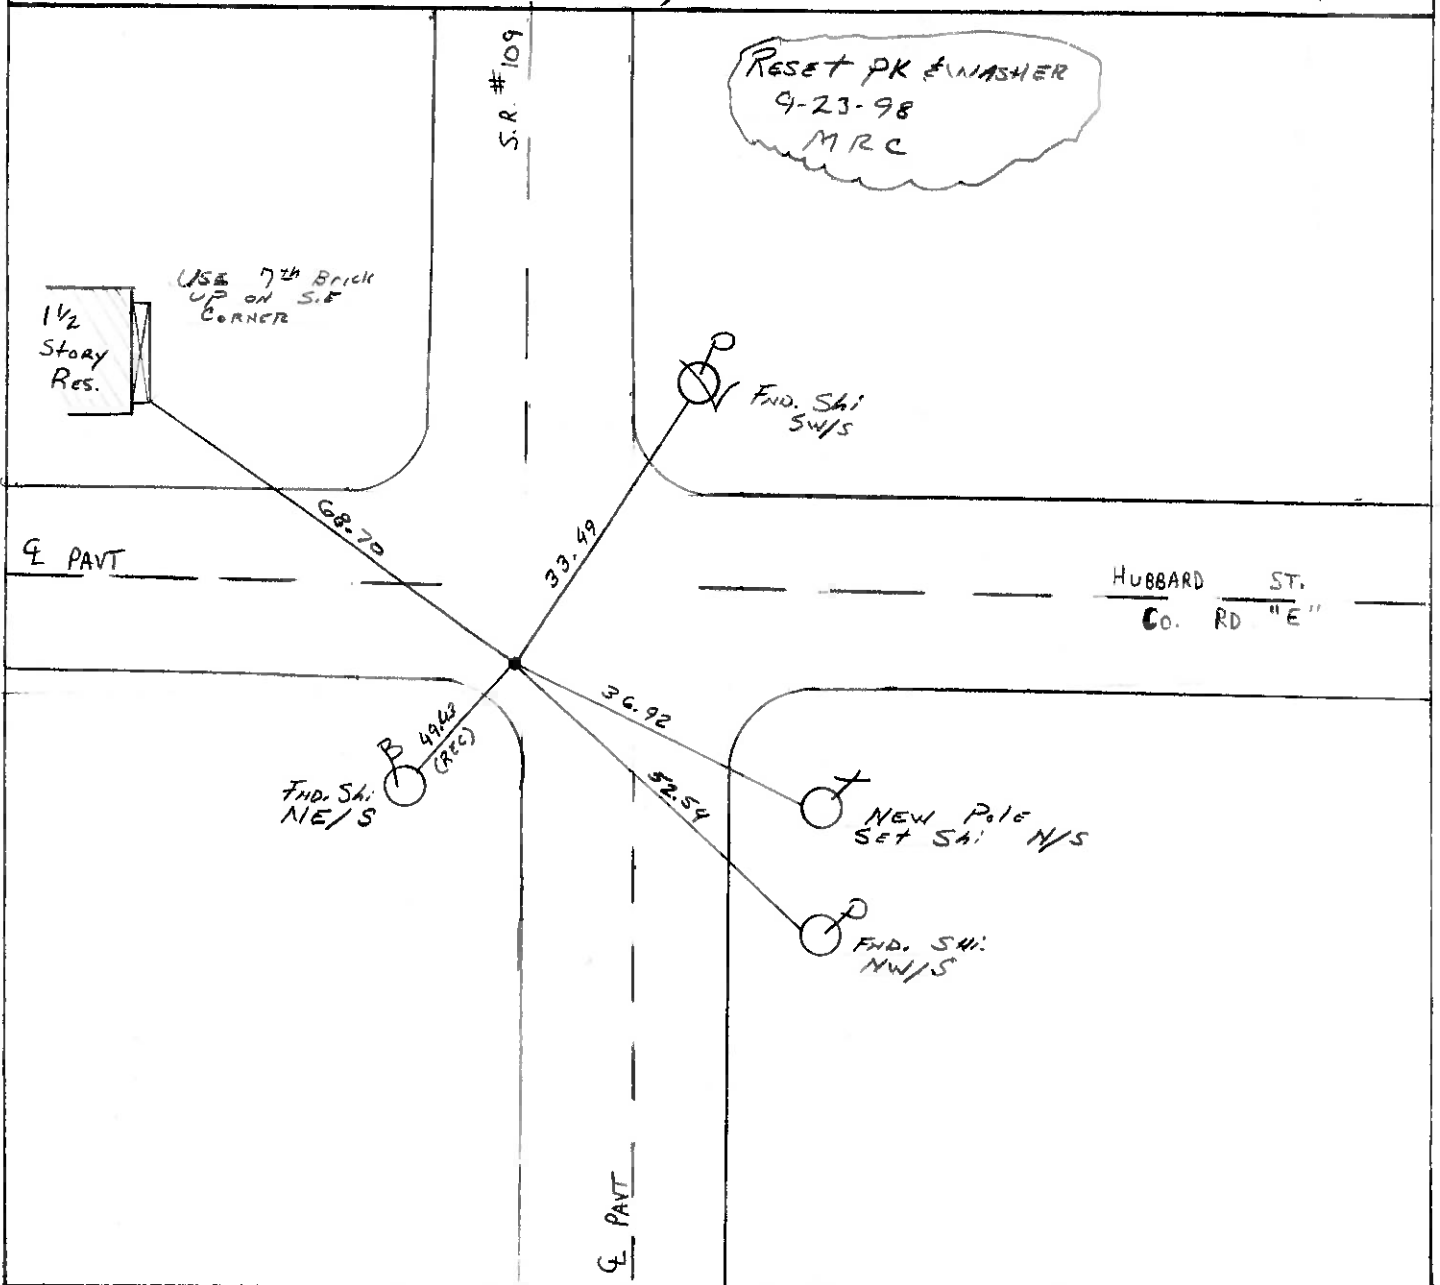 S.R. #109
RESET PK & WASHER
9-23-98
MRC
USE 7th Brick
UP ON S.E
CORNER
1 1/2
Story
Res.
FND. Shi
SW/S
68.70
33.49
℄ PAVT
HUBBARD ST.
CO. RD "E"
36.92
49.43
(REC)
B
52.54
FND. Shi
NE/S
NEW Pole
SET Shi N/S
FND. SHi
NW/S
℄ PAVT